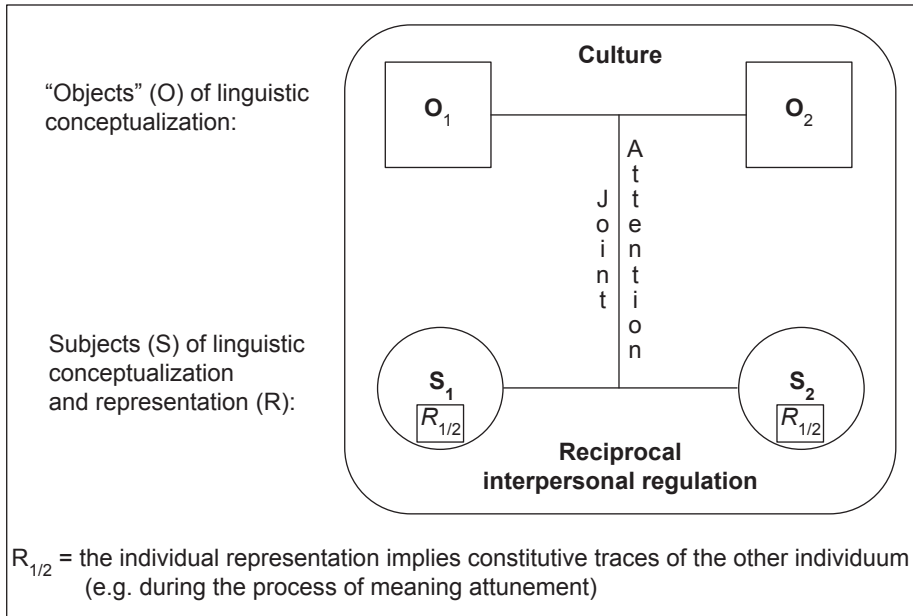 Culture
“Objects” (O) of linguistic
conceptualization:
O1
O2
Joint
Attention
Subjects (S) of linguistic
conceptualization
and representation (R):
S1
R1/2
S2
R1/2
Reciprocal
interpersonal regulation
R1/2 = the individual representation implies constitutive traces of the other individuum
(e.g. during the process of meaning attunement)